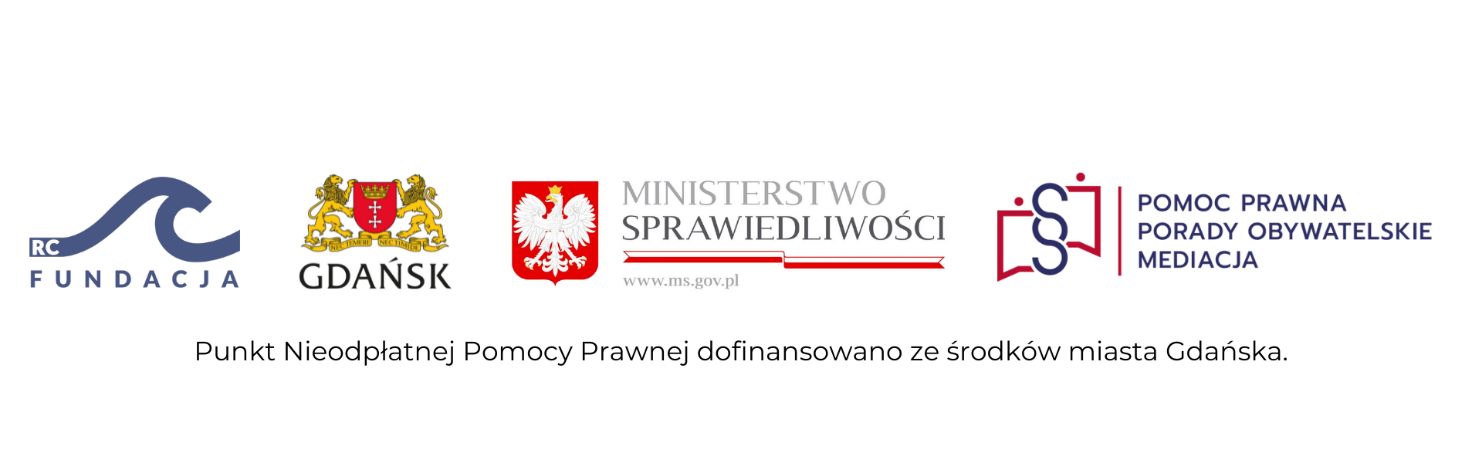 RC
FUNDACJA
NEC TEMERE NEC TIMIDE
GDAŃSK
MINISTERSTWO
SPRAWIEDLIWOŚCI
www.ms.gov.pl
POMOC PRAWNA
PORADY OBYWATELSKIE
MEDIACJA
Punkt Nieodpłatnej Pomocy Prawnej dofinansowano ze środków miasta Gdańska.